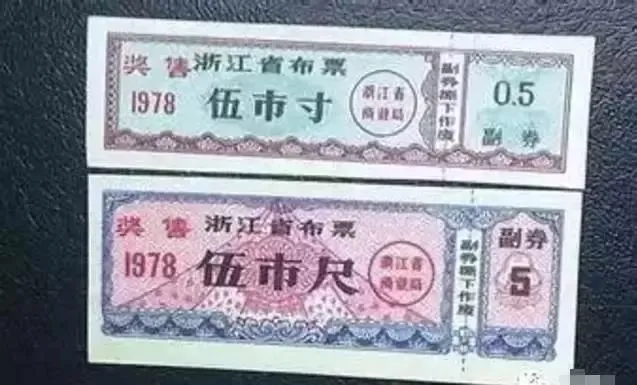 奖售 浙江省布票
1978 伍市寸
浙江省
商业局
副券撕下作废
0.5
副券
奖售 浙江省布票
1978 伍市尺
浙江省
商业局
副券撕下作废
副券
5